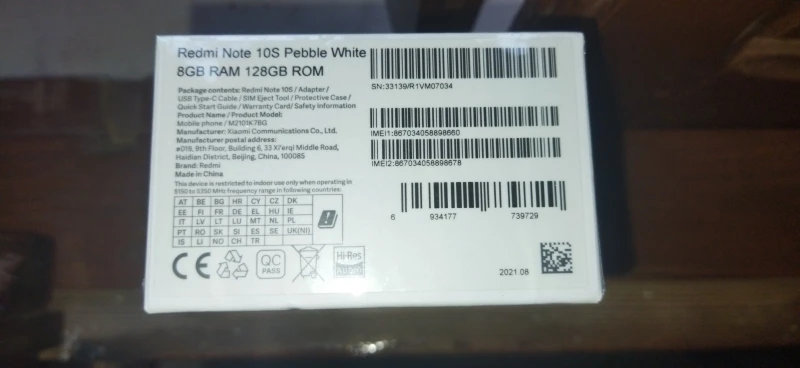 Redmi Note 10S Pebble White
8GB RAM 128GB ROM
Package contents: Redmi Note 10S / Adapter /
USB Type-C Cable / SIM Eject Tool / Protective Case /
Quick Start Guide / Warranty Card/ Safety Information
Product Name / Product Model:
Mobile phone / M2101K7BG
Manufacturer: Xiaomi Communications Co., Ltd.
Manufacturer postal address:
#019, 9th Floor, Building 6, 33 Xi'erqi Middle Road,
Haidian District, Beijing, China, 100085
Brand: Redmi
Made in China
This device is restricted to indoor use only when operating in
5150 to 5350 MHz frequency range in following countries:
AT BE BG HR CY CZ DK
EE FI FR DE EL HU IE
IT LV LT LU MT NL PL
PT RO SK SI ES SE UK(NI)
IS LI NO CH TR
CE
QC
PASS
Hi-Res
AUDIO
SN:33139/R1VM07034
IMEI1:867034058898660
IMEI2:867034058898678
6 934177 739729
2021.08